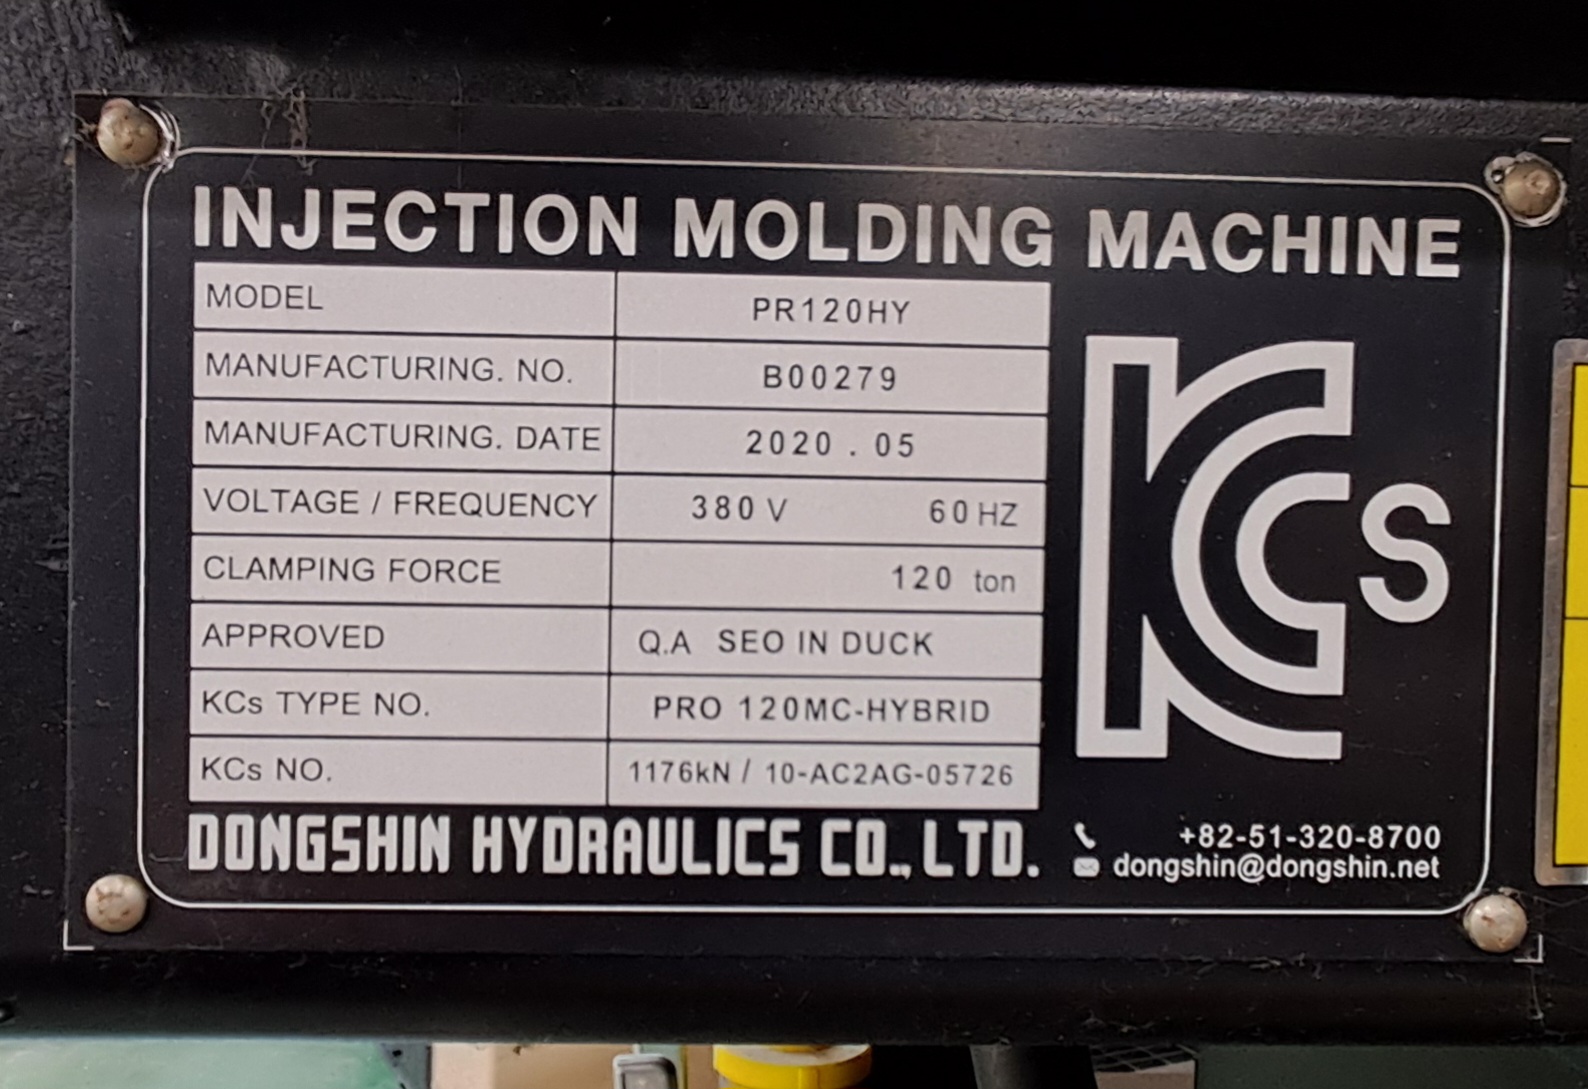 INJECTION MOLDING MACHINE
MODEL PR120HY
MANUFACTURING. NO. B00279
MANUFACTURING. DATE 2020 . 05
VOLTAGE / FREQUENCY 380 V 60 HZ
CLAMPING FORCE 120 ton
APPROVED Q.A SEO IN DUCK
KCs TYPE NO. PRO 120MC-HYBRID
KCs NO. 1176kN / 10-AC2AG-05726
KCs
DONGSHIN HYDRAULICS CO., LTD.
+82-51-320-8700
dongshin@dongshin.net